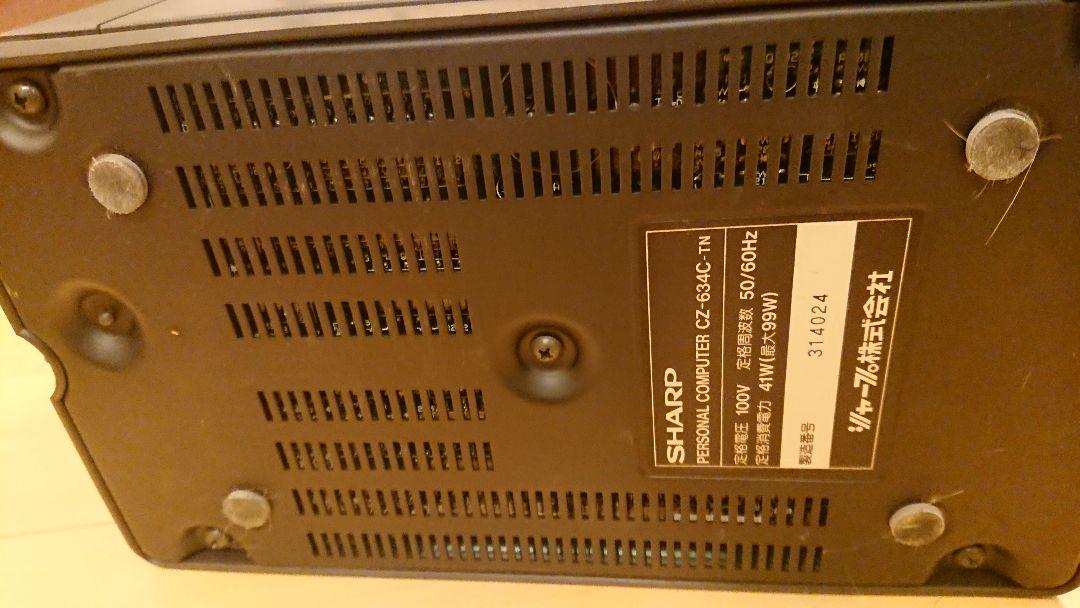 SHARP
PERSONAL COMPUTER CZ-634C-TN
定格電圧 100V 定格周波数 50/60Hz
定格消費電力 41W(最大99W)
製造番号 314024
シャープ株式会社